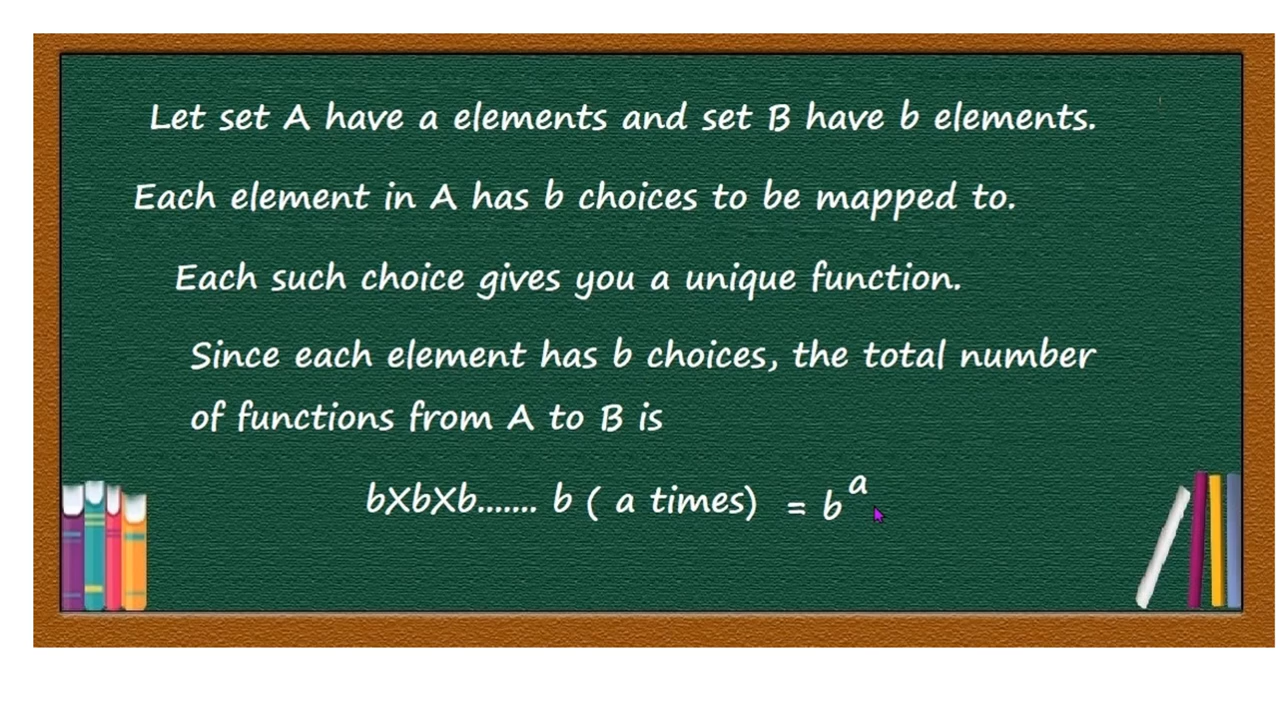 Let set A have a elements and set B have b elements.
Each element in A has b choices to be mapped to.
Each such choice gives you a unique function.
Since each element has b choices, the total number
of functions from A to B is
bXbXb....... b ( a times) = b^a